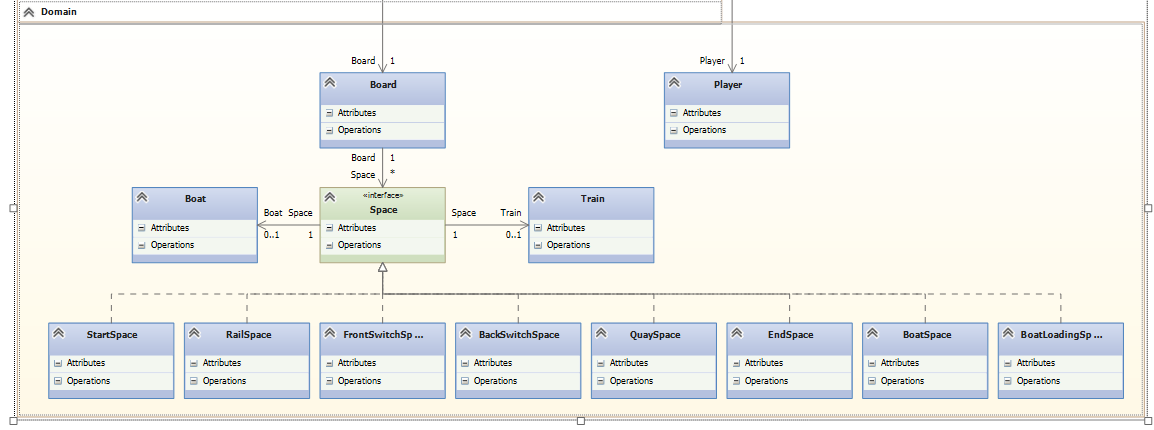 Domain
Board 1
Player 1
Board
Attributes
Operations
Player
Attributes
Operations
Board 1
Space *
Boat
Attributes
Operations
Boat Space
0..1 1
«interface»
Space
Attributes
Operations
Space Train
1 0..1
Train
Attributes
Operations
StartSpace
Attributes
Operations
RailSpace
Attributes
Operations
FrontSwitchSp ...
Attributes
Operations
BackSwitchSpace
Attributes
Operations
QuaySpace
Attributes
Operations
EndSpace
Attributes
Operations
BoatSpace
Attributes
Operations
BoatLoadingSp ...
Attributes
Operations